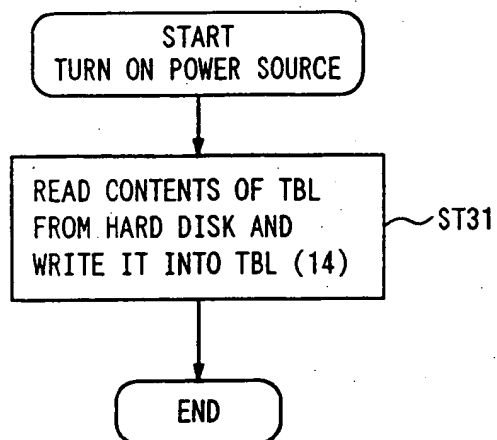 START
TURN ON POWER SOURCE
READ CONTENTS OF TBL
FROM HARD DISK AND
WRITE IT INTO TBL (14)
ST31
END